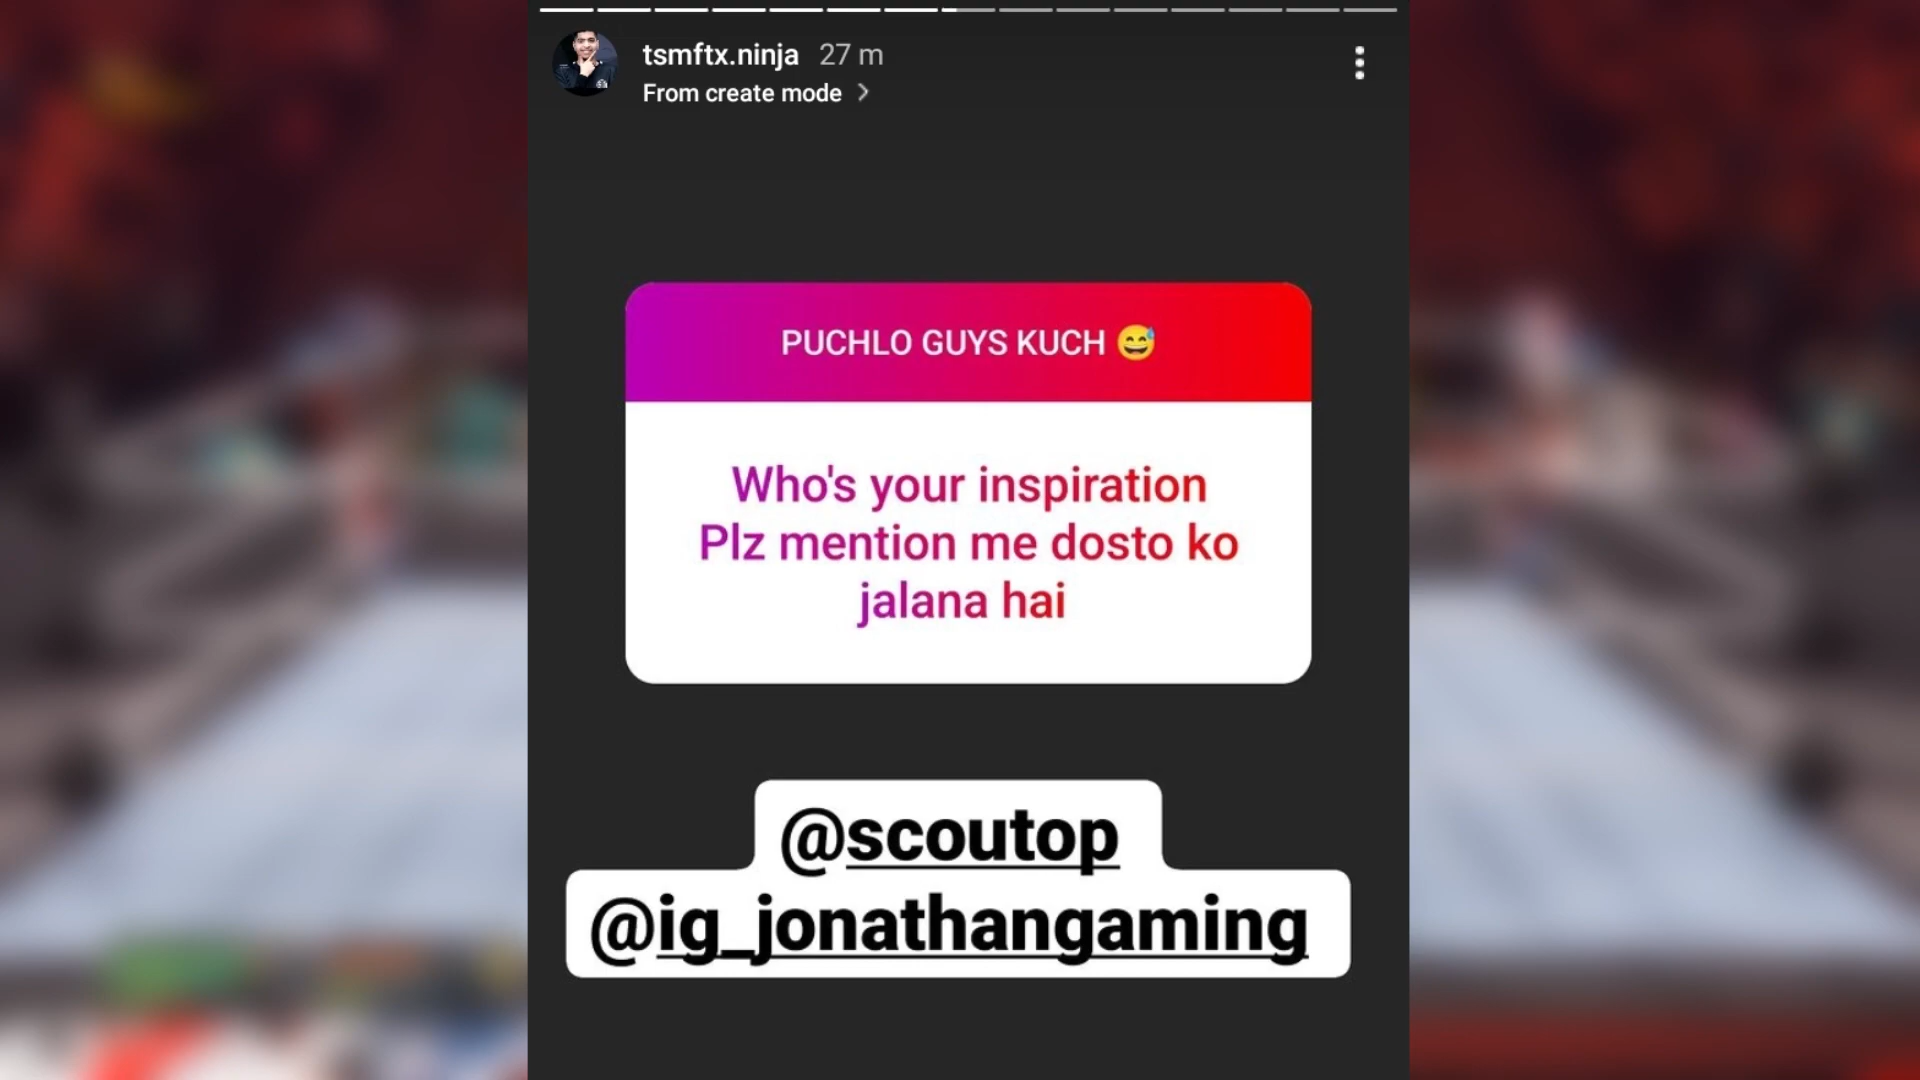 tsmftx.ninja 27 m
From create mode
PUCHLO GUYS KUCH 😅
Who's your inspiration
Plz mention me dosto ko
jalana hai
@scoutop
@ig_jonathangaming